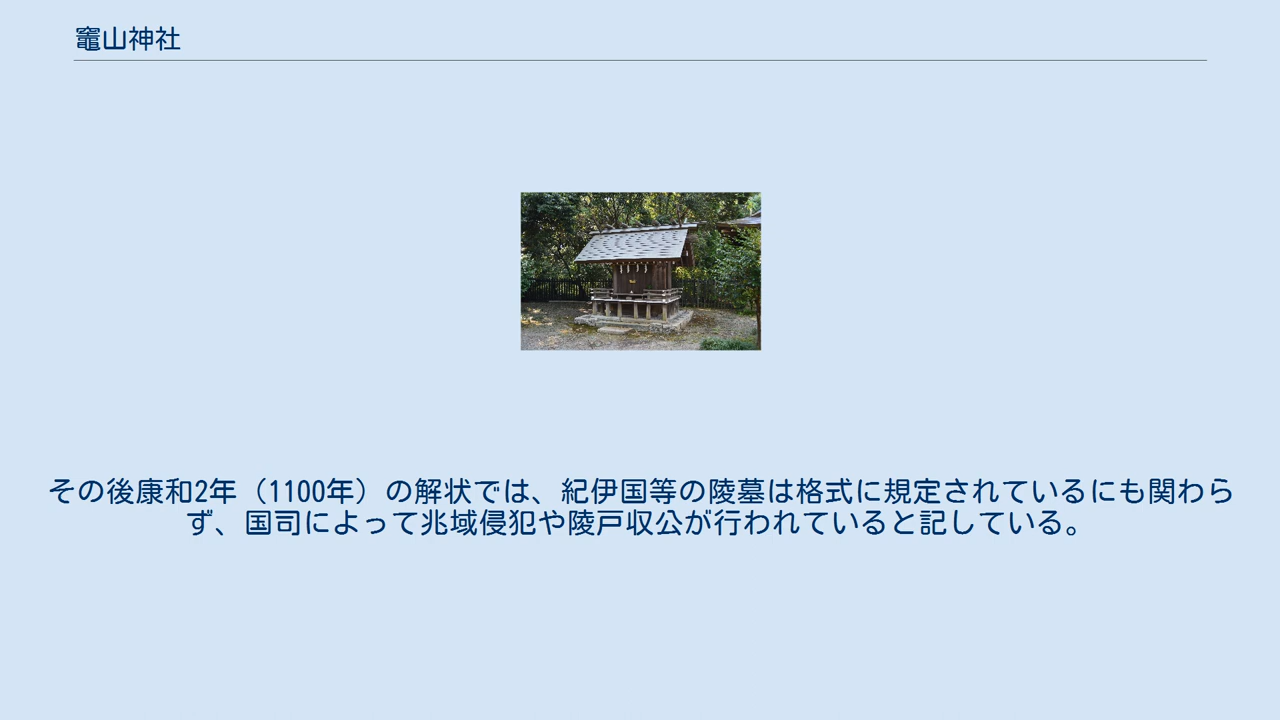 竈山神社
その後康和2年（1100年）の解状では、紀伊国等の陵墓は格式に規定されているにも関わら
ず、国司によって兆域侵犯や陵戸収公が行われていると記している。